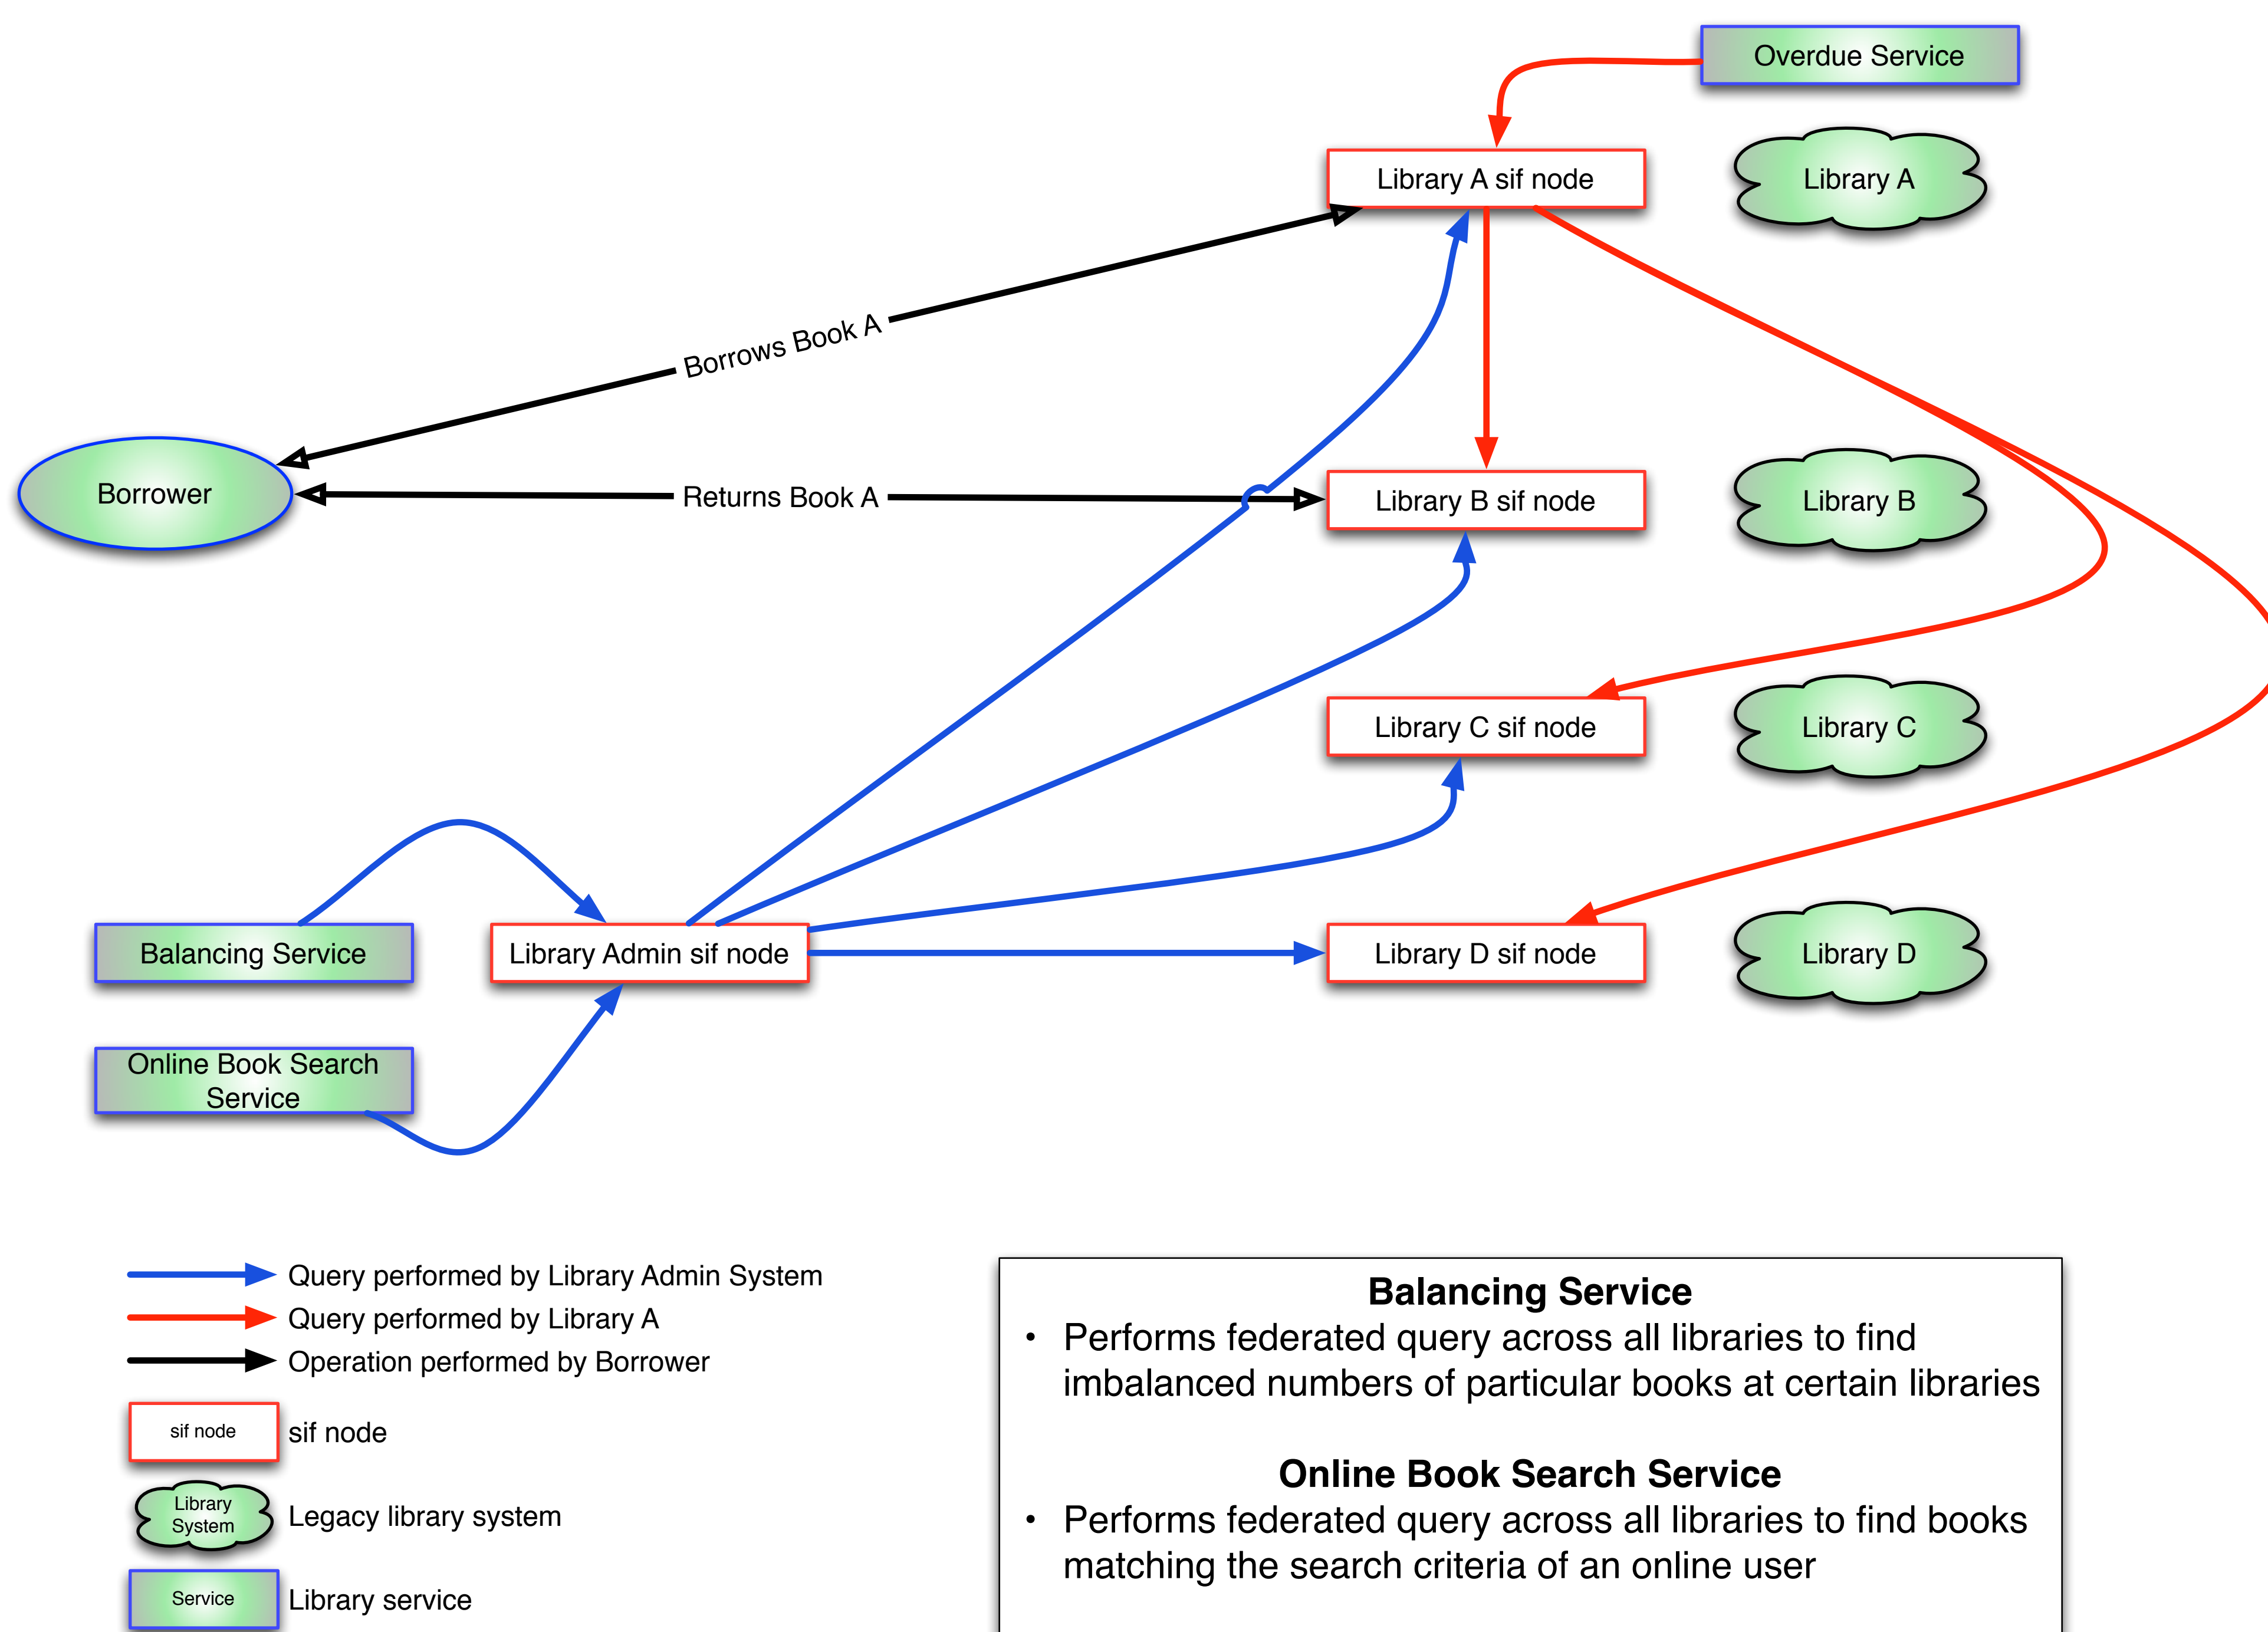 Overdue Service
Library A sif node
Library A
Borrows Book A
Borrower
Returns Book A
Library B sif node
Library B
Library C sif node
Library C
Balancing Service
Library Admin sif node
Library D sif node
Library D
Online Book Search
Service
Query performed by Library Admin System
Query performed by Library A
Operation performed by Borrower
sif node
sif node
Library
System
Legacy library system
Service
Library service
Balancing Service
• Performs federated query across all libraries to find
imbalanced numbers of particular books at certain libraries
Online Book Search Service
• Performs federated query across all libraries to find books
matching the search criteria of an online user